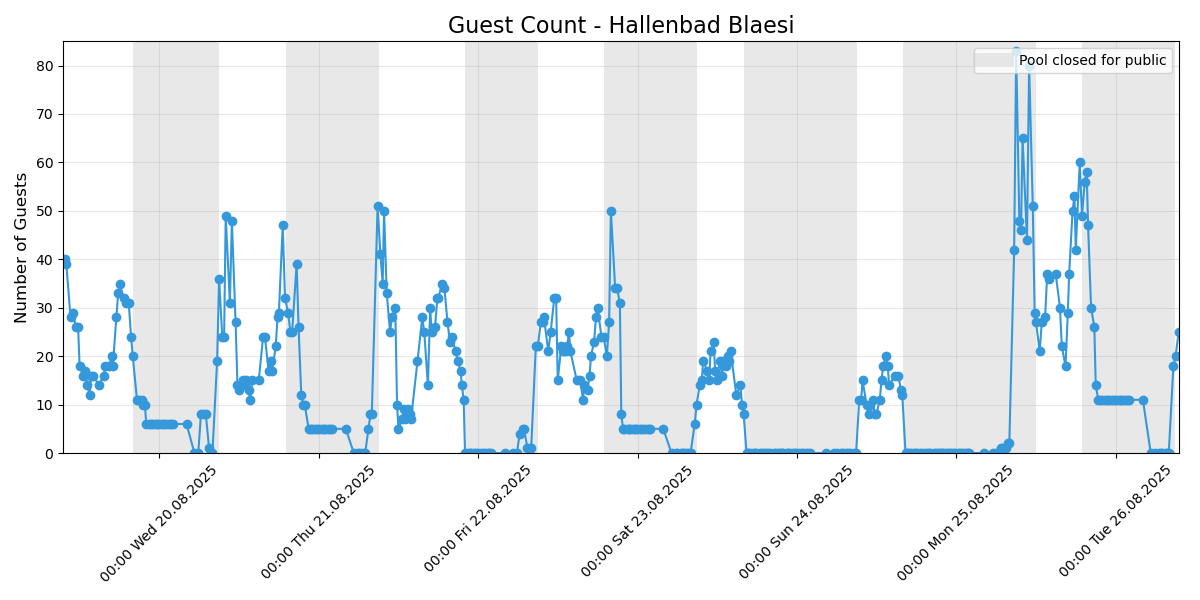 Guest Count - Hallenbad Blaesi
Pool closed for public
Number of Guests
80
70
60
50
40
30
20
10
0
00:00 Wed 20.08.2025
00:00 Thu 21.08.2025
00:00 Fri 22.08.2025
00:00 Sat 23.08.2025
00:00 Sun 24.08.2025
00:00 Mon 25.08.2025
00:00 Tue 26.08.2025